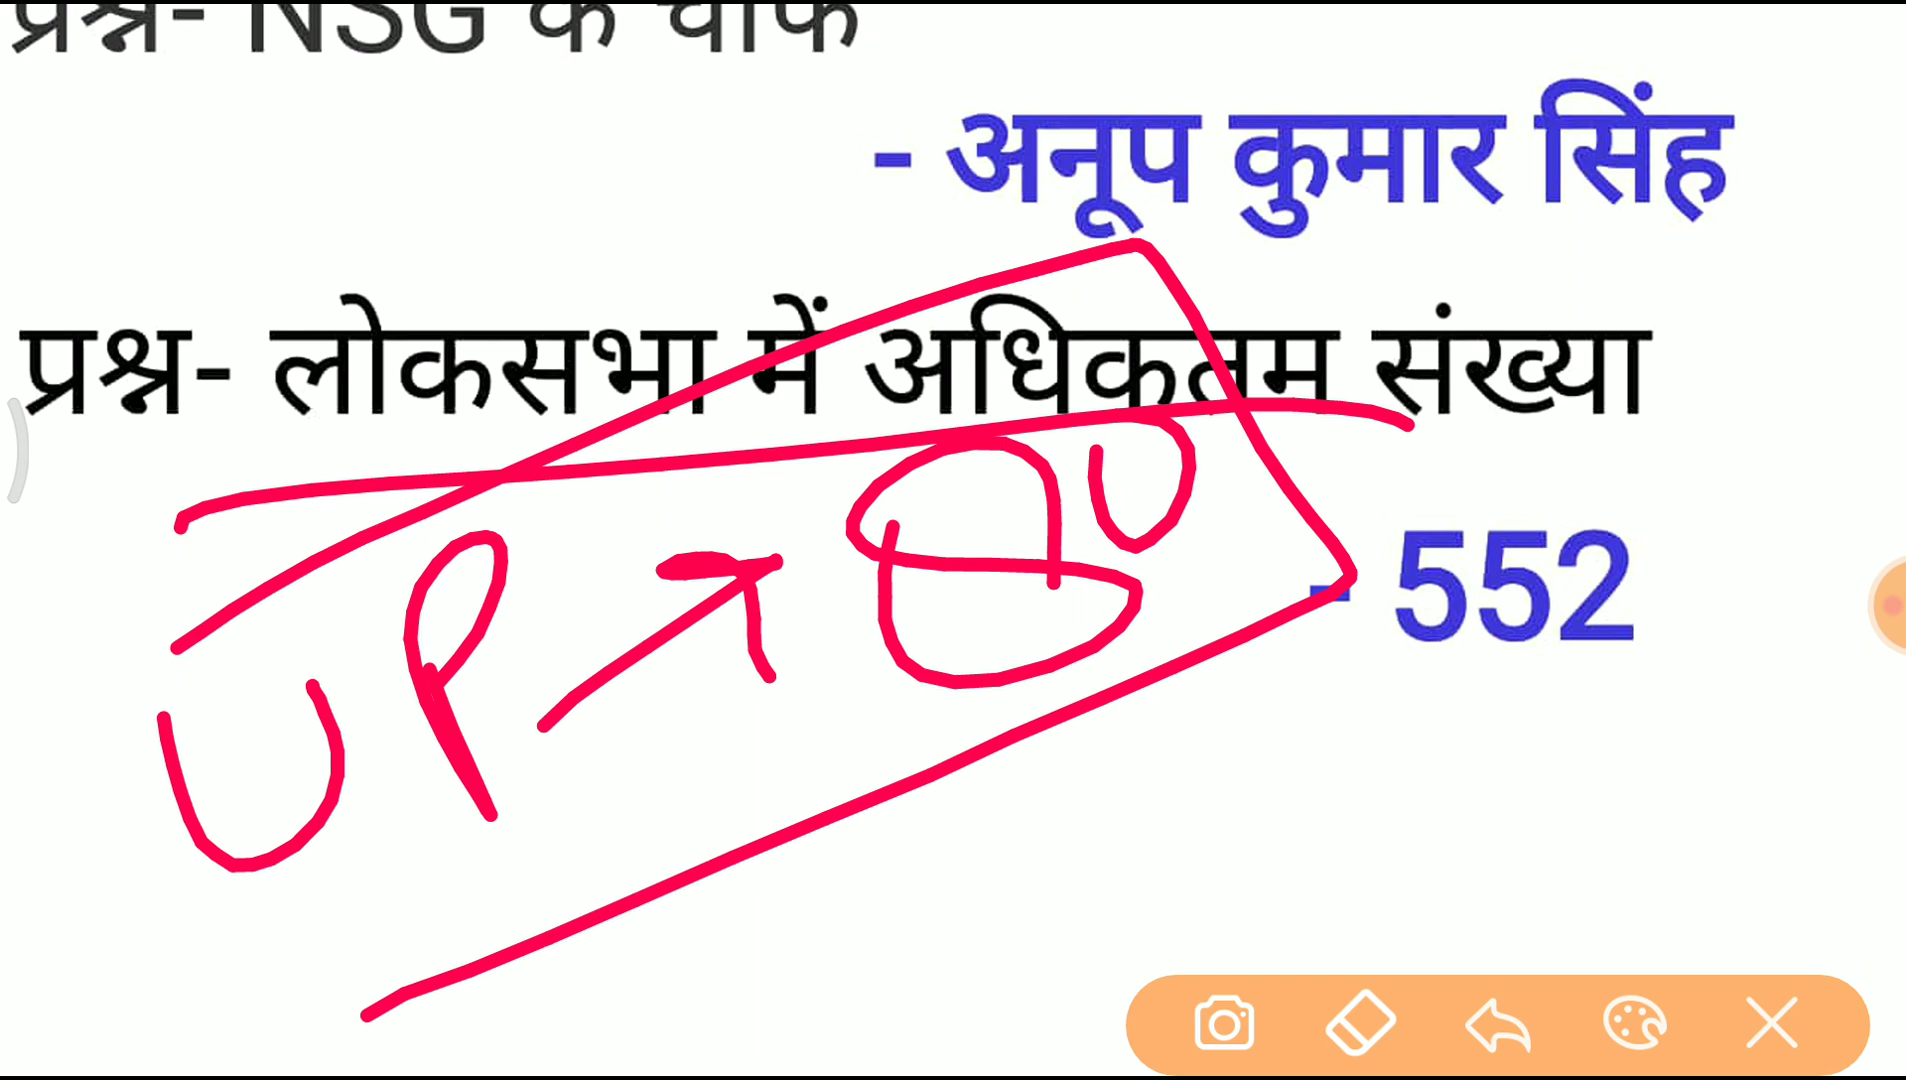 प्रश्न- NSG के चीफ
- अनूप कुमार सिंह
प्रश्न- लोकसभा में अधिकतम संख्या
- 552
UP → 80